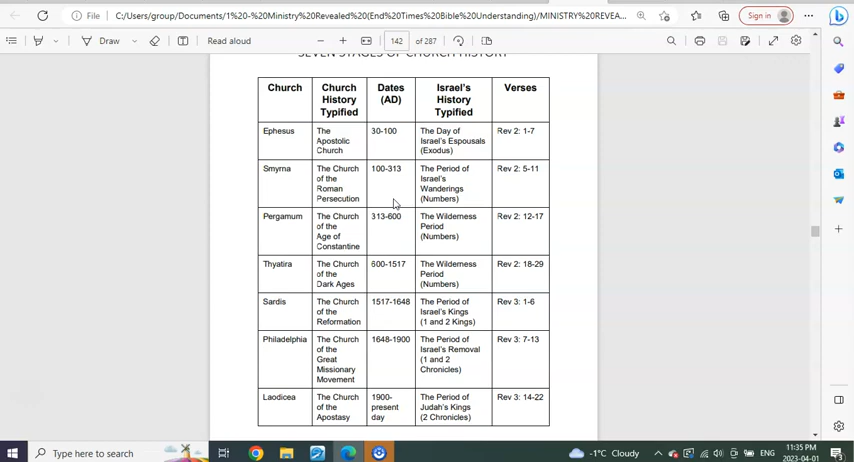 File
C:/Users/group/Documents/1%20-%20Ministry%20Revealed%20(End%20Times%20Bible%20Understanding)/MINISTRY%20REVEA...
Sign in
Draw
Read aloud
142
of 287
SEVEN STAGES OF CHURCH HISTORY
Church
Church
History
Typified
Dates
(AD)
Israel's
History
Typified
Verses
Ephesus
The
Apostolic
Church
30-100
The Day of
Israel's Espousals
(Exodus)
Rev 2: 1-7
Smyrna
The Church
of the
Roman
Persecution
100-313
The Period of
Israel's
Wanderings
(Numbers)
Rev 2: 5-11
Pergamum
The Church
of the
Age of
Constantine
313-600
The Wilderness
Period
(Numbers)
Rev 2: 12-17
Thyatira
The Church
of the
Dark Ages
600-1517
The Wilderness
Period
(Numbers)
Rev 2: 18-29
Sardis
The Church
of the
Reformation
1517-1648
The Period of
Israel's Kings
(1 and 2 Kings)
Rev 3: 1-6
Philadelphia
The Church
of the
Great
Missionary
Movement
1648-1900
The Period of
Israel's Removal
(1 and 2
Chronicles)
Rev 3: 7-13
Laodicea
The Church
of the
Apostasy
1900-
present
day
The Period of
Judah's Kings
(2 Chronicles)
Rev 3: 14-22
Type here to search
-1°C Cloudy
ENG
11:35 PM
2023-04-01